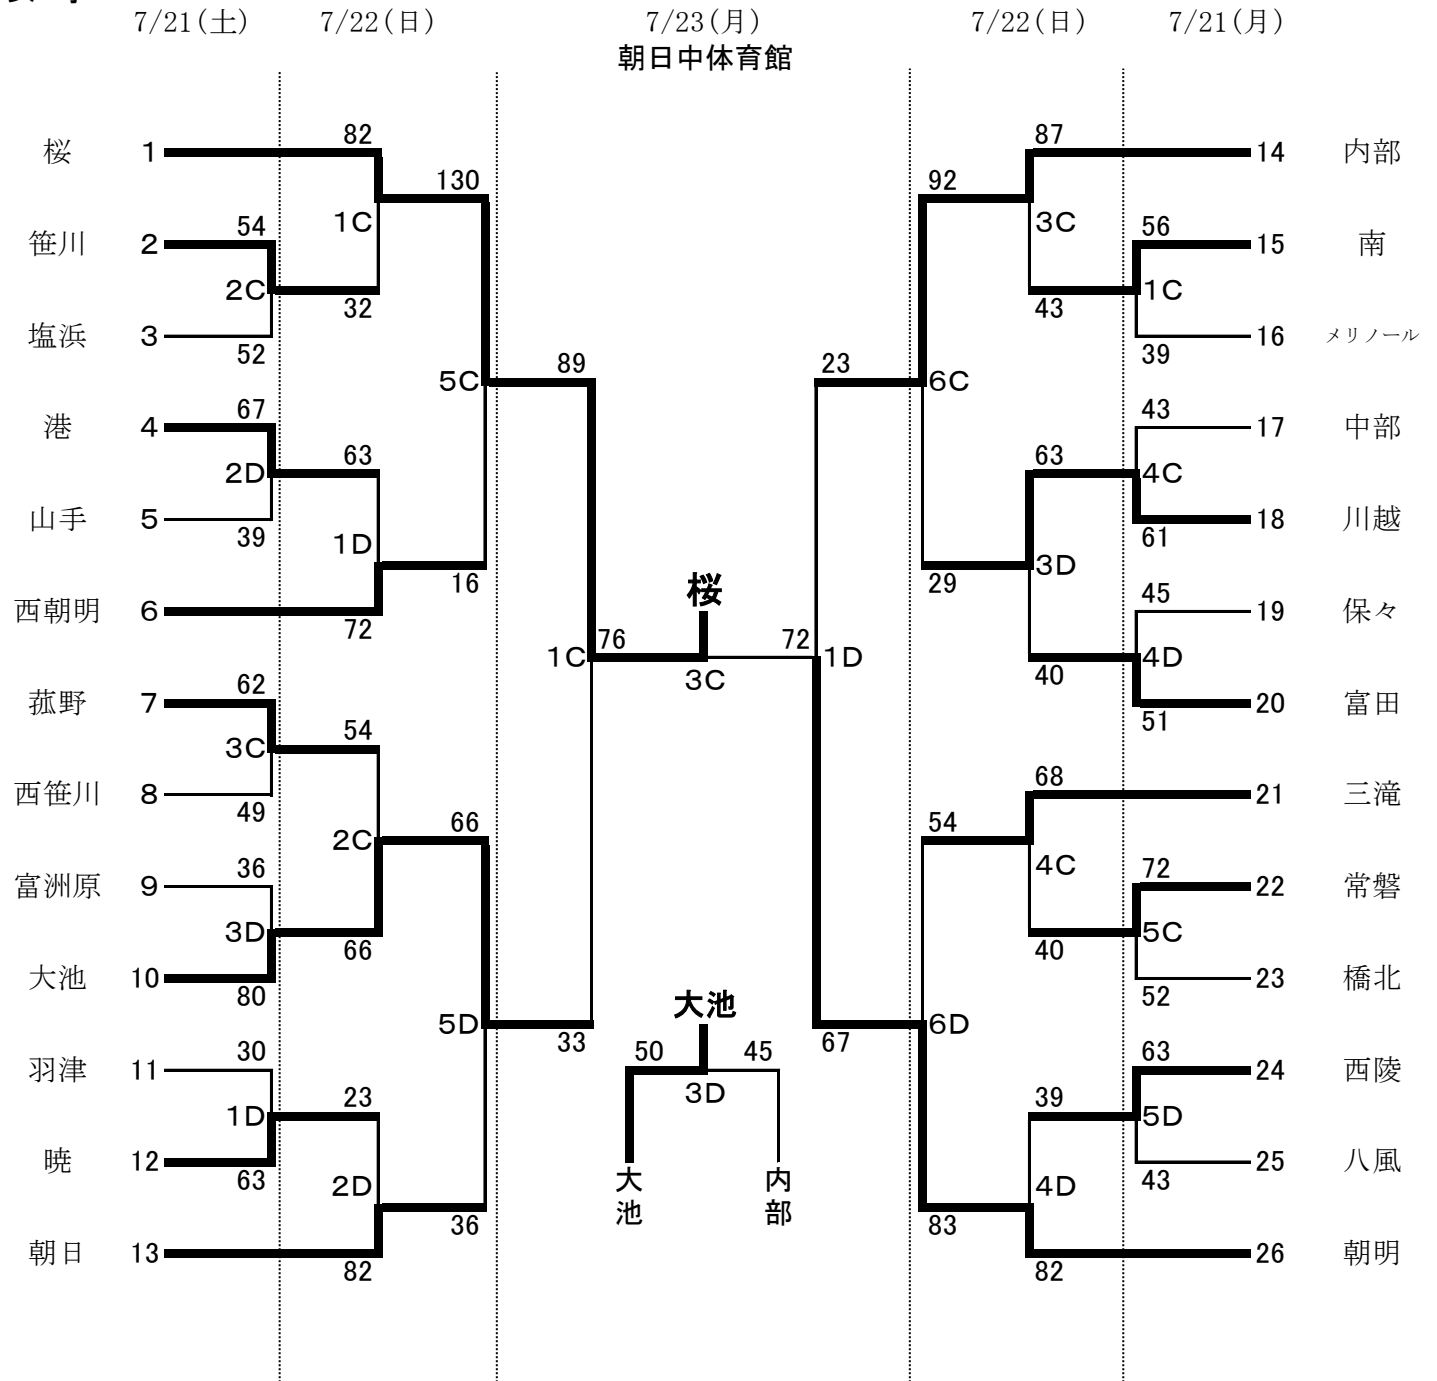 7/21(土) 7/22(日) 7/23(月) 7/22(日) 7/21(月)
朝日中体育館
82 87
桜 1 14 内部
130 92
1C 3C
54 56
笹川 2 15 南
2C 1C
32 43
塩浜 3 16 メリノール
52 39
89 23
5C 6C
67 43
港 4 17 中部
63 63
2D 4C
山手 5 18 川越
39 61
1D 3D
16 29
桜
45
西朝明 6 19 保々
72
76 72
1C 1D 4D
3C 40
62
菰野 7 20 富田
51
54
3C
68
西笹川 8 21 三滝
49
66 54
2C
4C
36 72
富洲原 9 22 常磐
3D 5C
66 40
大池 10 23 橋北
80 52
大池
5D 6D
33 67
30 50 45 63
羽津 11 24 西陵
3D
23 39
1D 5D
暁 12 25 八風
63 43
大池 内部
2D 4D
36 83
朝日 13 26 朝明
82 82